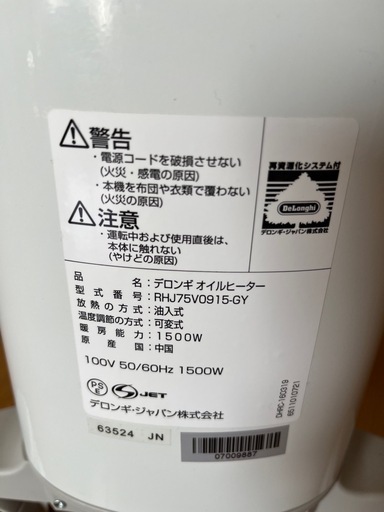 警告
・電源コードを破損させない
(火災・感電の原因)
・本機を布団や衣類で覆わない
(火災の原因)
注意
・運転中および使用直後は、
本体に触れない
(やけどの原因)
再資源化システム付
DeLonghi
デロンギ・ジャパン株式会社
品名：デロンギ オイルヒーター
型式番号：RHJ75V0915-GY
放熱の方式：油入式
温度調節の方式：可変式
暖房能力：1500W
原産国：中国
100V 50/60Hz 1500W
PS
E
S JET
デロンギ・ジャパン株式会社
63524 JN
07009887
DHRC-160319
8511010721